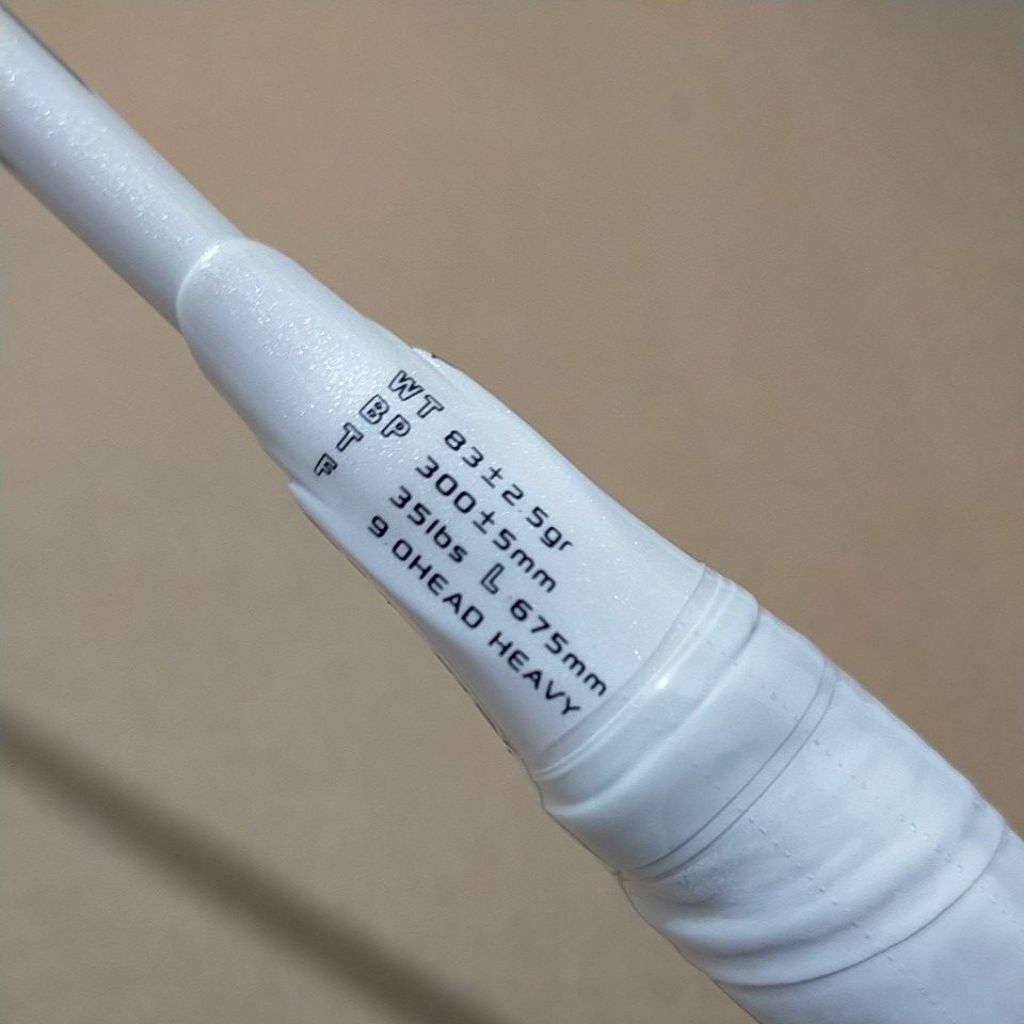 WT 83±2.5gr
BP 300±5mm
T 35lbs L 675mm
F 9.0HEAD HEAVY